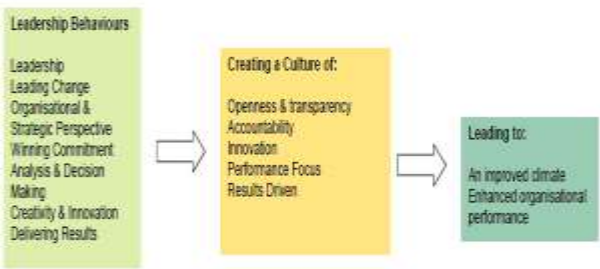 Leadership Behaviours
Leadership
Leading Change
Organisational &
Strategic Perspective
Winning Commitment
Analysis & Decision
Making
Creativity & Innovation
Delivering Results
Creating a Culture of:
Openness & transparency
Accountability
Innovation
Performance Focus
Results Driven
Leading to:
An improved climate
Enhanced organisational
performance